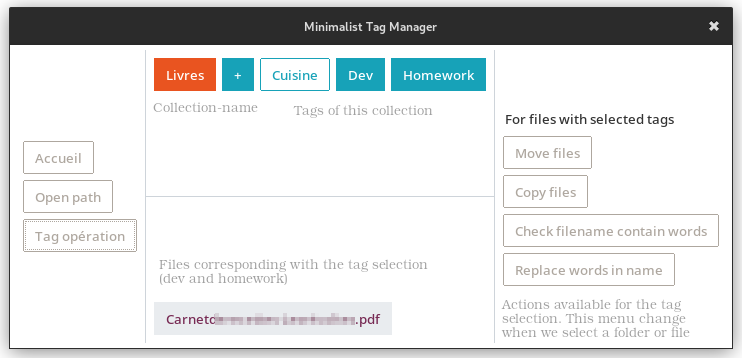 Minimalist Tag Manager
Livres + Cuisine Dev Homework
Collection-name Tags of this collection
Accueil
Open path
Tag opération
Files corresponding with the tag selection
(dev and homework)
Carnetd .pdf
For files with selected tags
Move files
Copy files
Check filename contain words
Replace words in name
Actions available for the tag
selection. This menu change
when we select a folder or file